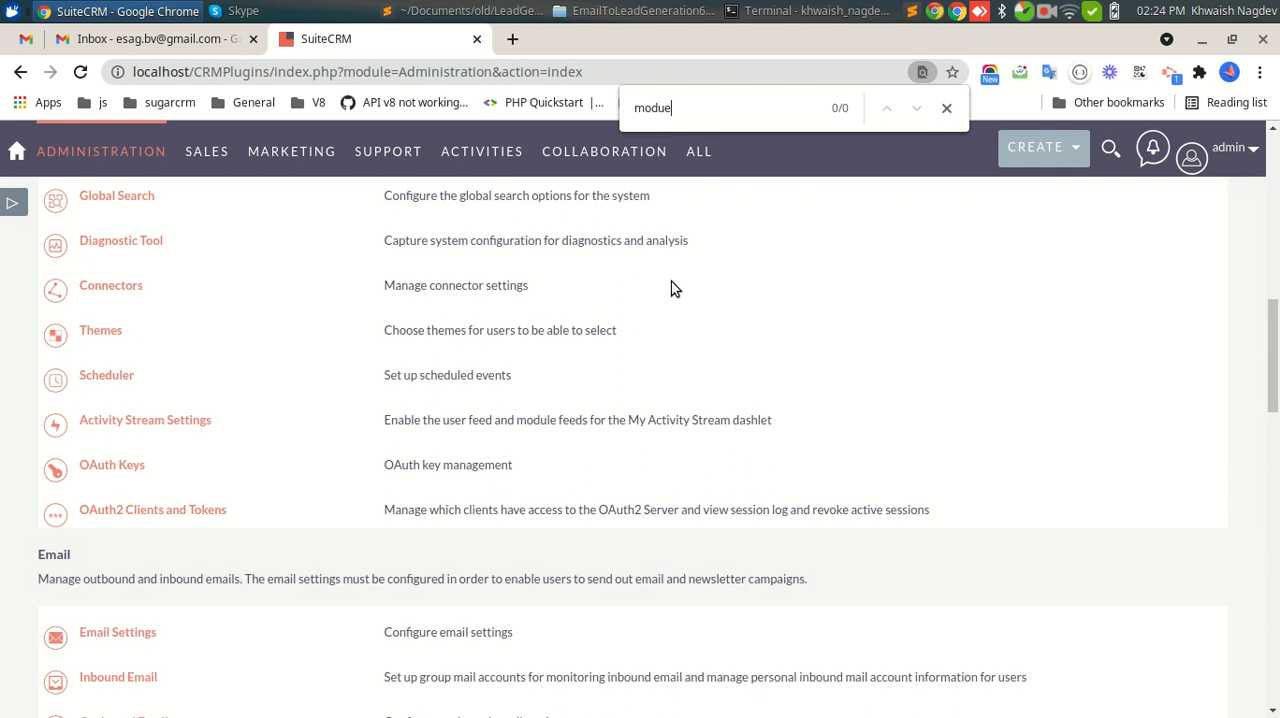 SuiteCRM - Google Chrome
Skype
~/Documents/old/LeadGe...
EmailToLeadGeneration6...
Terminal - khwaish_nagde...
02:24 PM
Khwaish Nagdev
Inbox - esag.bv@gmail.com - G
SuiteCRM
localhost/CRMPlugins/index.php?module=Administration&action=index
New
1
Apps
js
sugarcrm
General
V8
API v8 not working...
PHP Quickstart |...
Other bookmarks
Reading list
modue
0/0
ADMINISTRATION
SALES
MARKETING
SUPPORT
ACTIVITIES
COLLABORATION
ALL
CREATE
admin
Global Search
Configure the global search options for the system
Diagnostic Tool
Capture system configuration for diagnostics and analysis
Connectors
Manage connector settings
Themes
Choose themes for users to be able to select
Scheduler
Set up scheduled events
Activity Stream Settings
Enable the user feed and module feeds for the My Activity Stream dashlet
OAuth Keys
OAuth key management
OAuth2 Clients and Tokens
Manage which clients have access to the OAuth2 Server and view session log and revoke active sessions
Email
Manage outbound and inbound emails. The email settings must be configured in order to enable users to send out email and newsletter campaigns.
Email Settings
Configure email settings
Inbound Email
Set up group mail accounts for monitoring inbound email and manage personal inbound mail account information for users